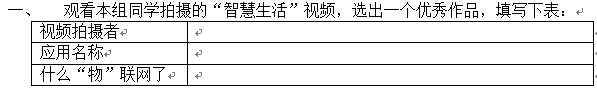 一、 观看本组同学拍摄的“智慧生活”视频，选出一个优秀作品，填写下表：
视频拍摄者
应用名称
什么“物”联网了